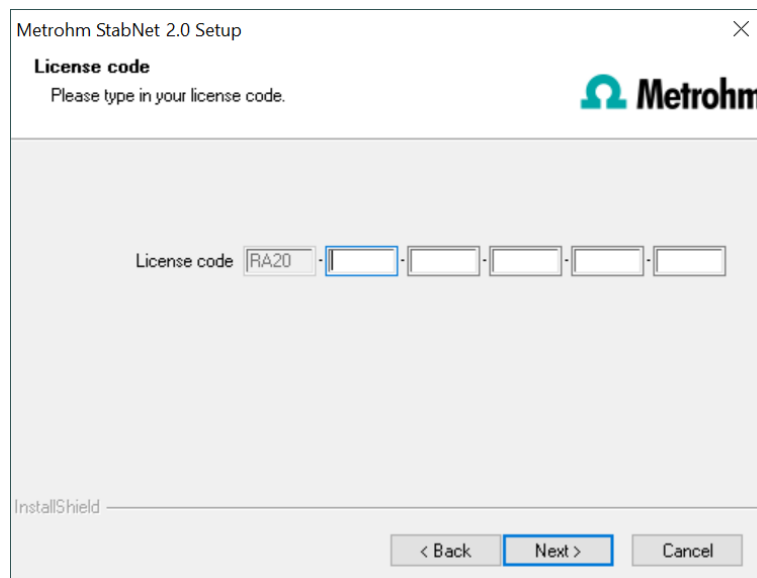 Metrohm StabNet 2.0 Setup
License code
Please type in your license code.
Metrohm
License code RA20 - - - - -
InstallShield
< Back Next > Cancel